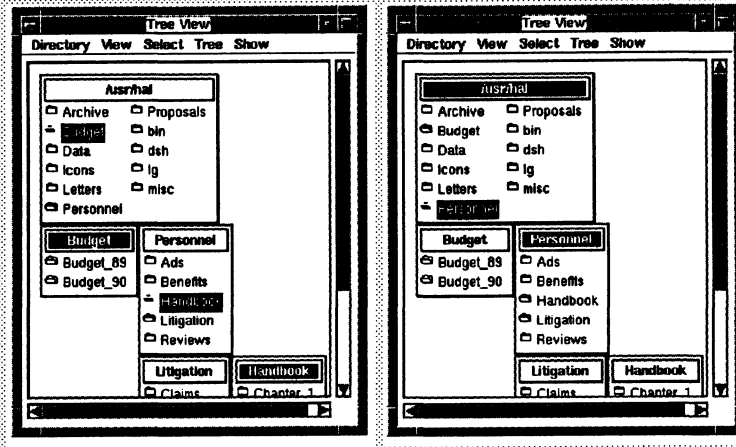 Tree View
Directory View Select Tree Show
/usr/hal
Archive Proposals
Budget bin
Data dsh
Icons lg
Letters misc
Personnel
Budget Personnel
Budget_89 Ads
Budget_90 Benefits
Handbook
Litigation
Reviews
Litigation Handbook
Claims Chapter_1
Tree View
Directory View Select Tree Show
/usr/hal
Archive Proposals
Budget bin
Data dsh
Icons lg
Letters misc
Personnel
Budget Personnel
Budget_89 Ads
Budget_90 Benefits
Handbook
Litigation
Reviews
Litigation Handbook
Claims Chapter_1